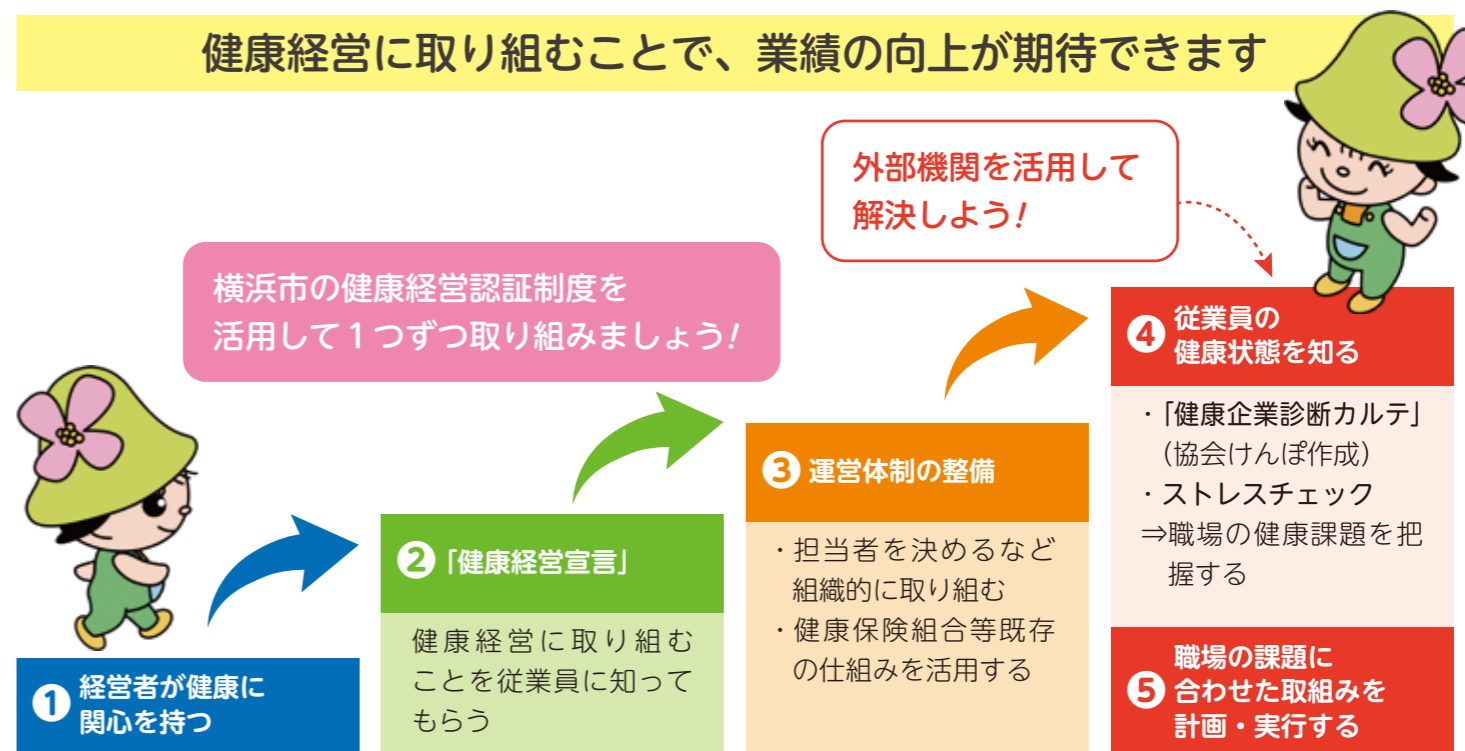 健康経営に取り組むことで、業績の向上が期待できます
外部機関を活用して
解決しよう!
横浜市の健康経営認証制度を
活用して1つずつ取り組みましょう!
❶ 経営者が健康に
関心を持つ
❷ 「健康経営宣言」
健康経営に取り組む
ことを従業員に知って
もらう
❸ 運営体制の整備
・担当者を決めるなど
組織的に取り組む
・健康保険組合等既存
の仕組みを活用する
❹ 従業員の
健康状態を知る
・「健康企業診断カルテ」
(協会けんぽ作成)
・ストレスチェック
⇒職場の健康課題を把
握する
❺ 職場の課題に
合わせた取組みを
計画・実行する